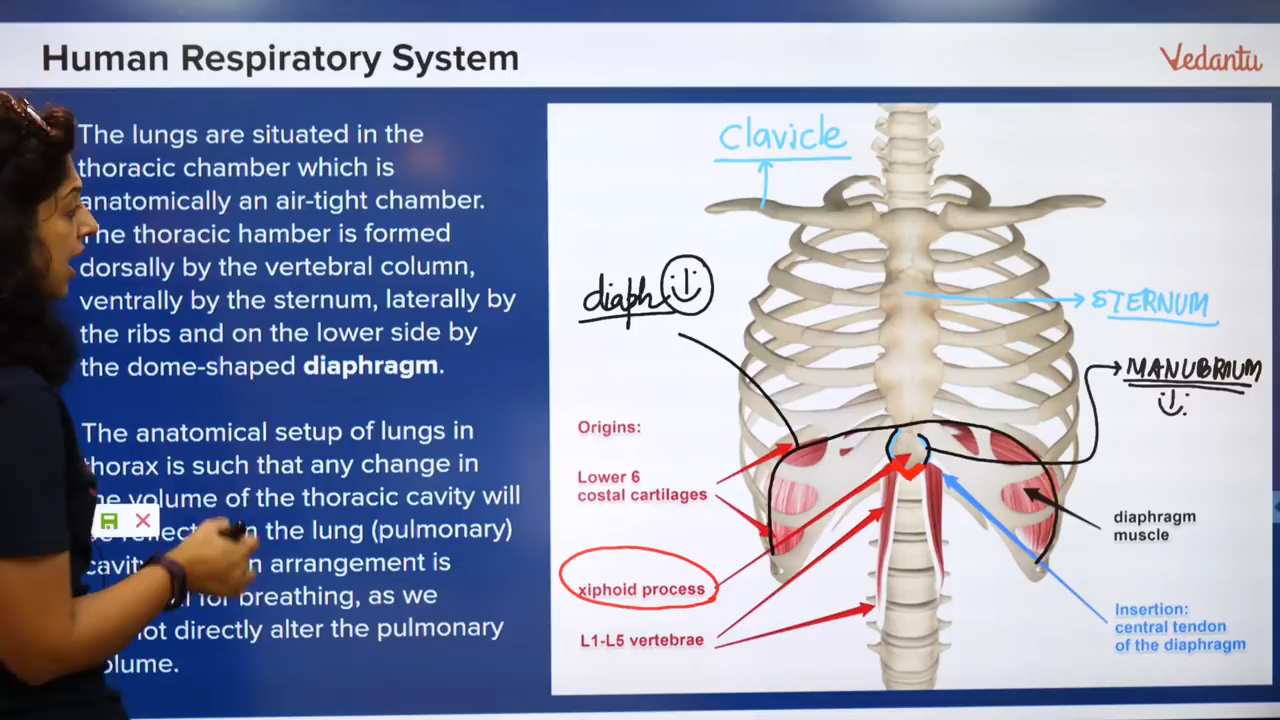 Human Respiratory System
Vedantu
The lungs are situated in the
thoracic chamber which is
anatomically an air-tight chamber.
The thoracic hamber is formed
dorsally by the vertebral column,
ventrally by the sternum, laterally by
the ribs and on the lower side by
the dome-shaped diaphragm.
The anatomical setup of lungs in
thorax is such that any change in
the volume of the thoracic cavity will
in the lung (pulmonary)
arrangement is
for breathing, as we
not directly alter the pulmonary
volume.
Clavicle
diaph
STERNUM
MANUBRIUM
Origins:
Lower 6
costal cartilages
xiphoid process
L1-L5 vertebrae
diaphragm
muscle
Insertion:
central tendon
of the diaphragm